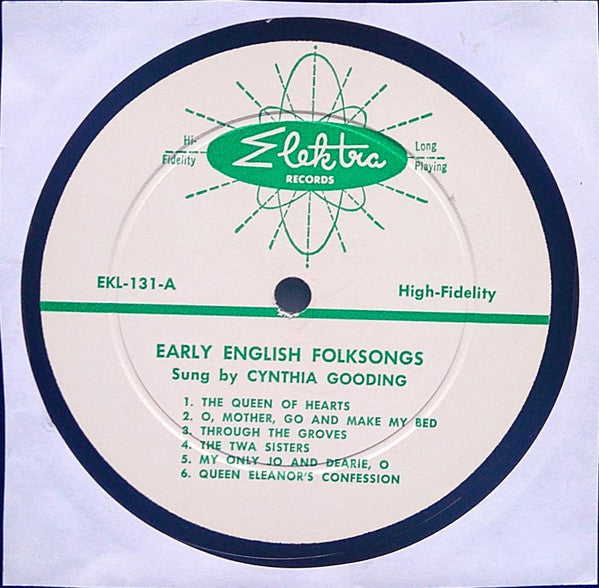 Hi-
Fidelity
Elektra
RECORDS
Long
Playing
EKL-131-A
High-Fidelity
EARLY ENGLISH FOLKSONGS
Sung by CYNTHIA GOODING
1. THE QUEEN OF HEARTS
2. O, MOTHER, GO AND MAKE MY BED
3. THROUGH THE GROVES
4. THE TWA SISTERS
5. MY ONLY JO AND DEARIE, O
6. QUEEN ELEANOR'S CONFESSION